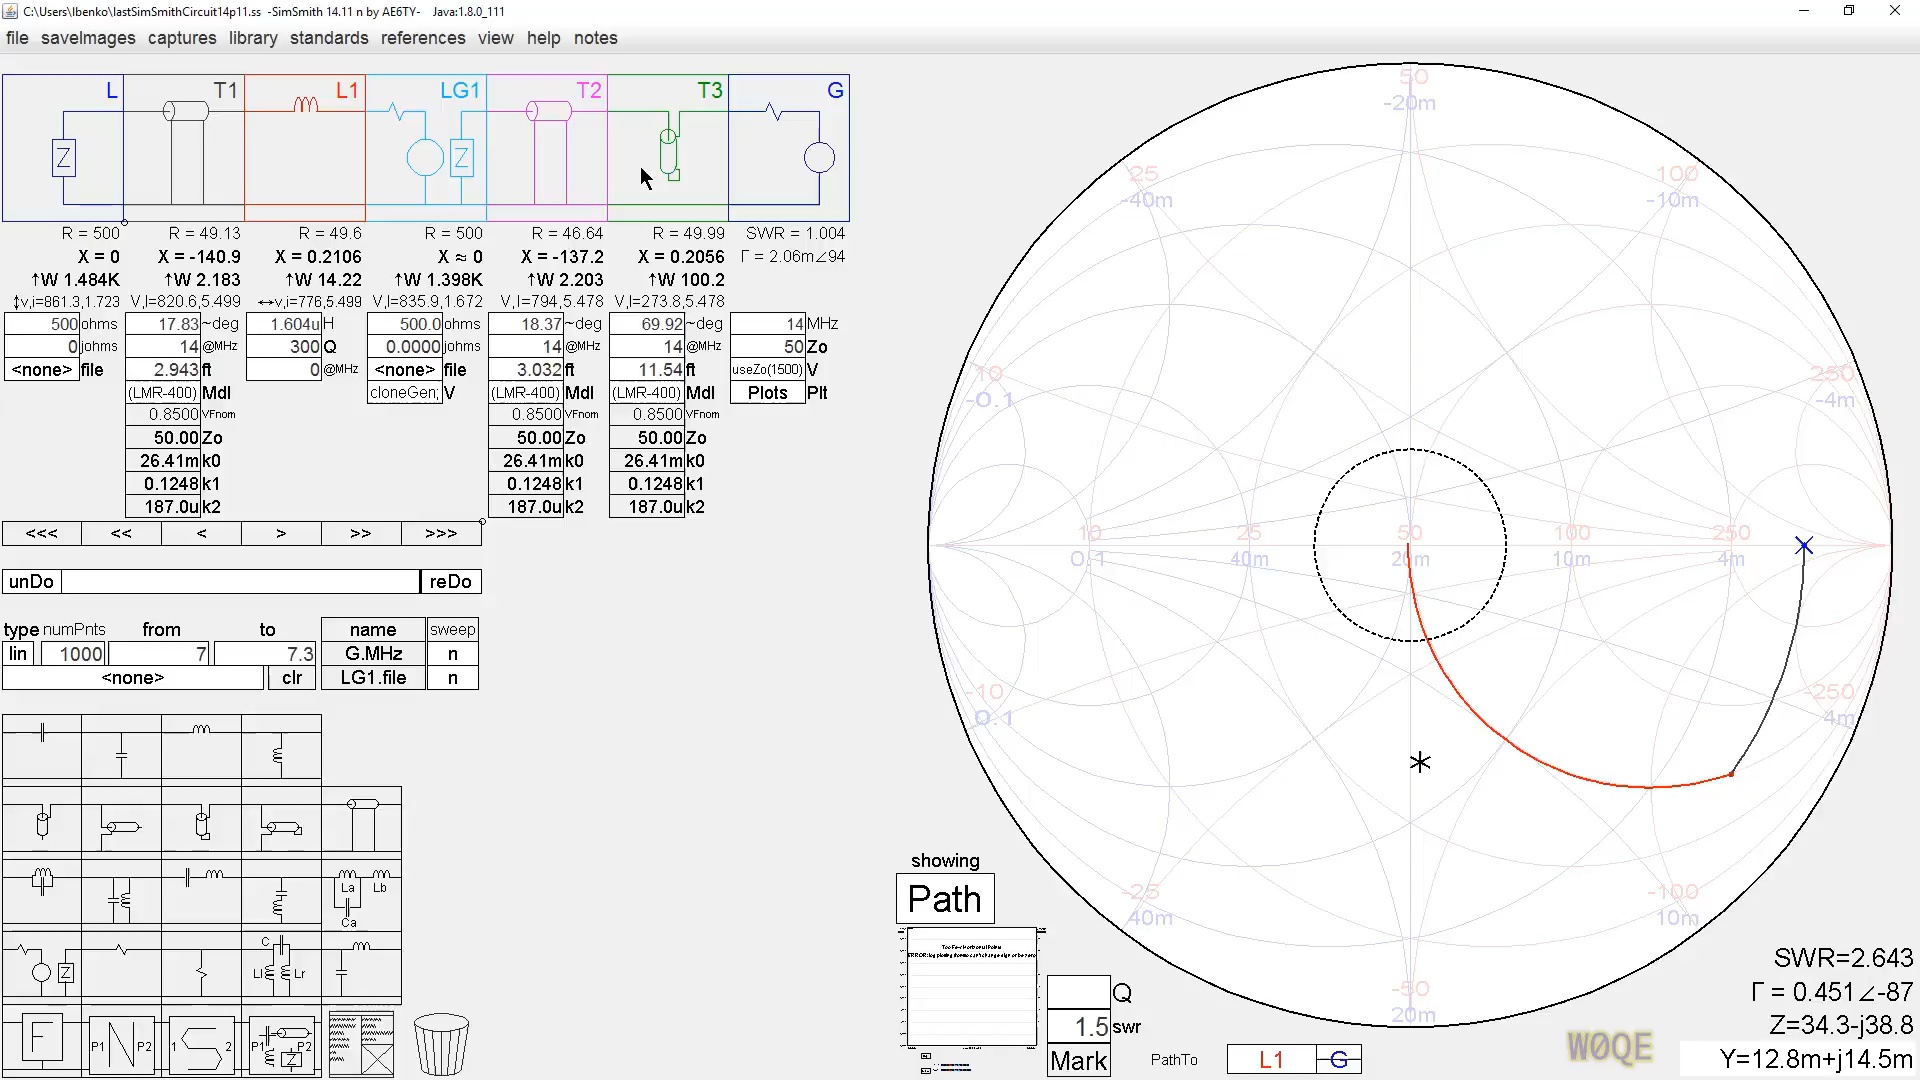 C:\Users\lbenko\lastSimSmithCircuit14p11.ss -SimSmith 14.11 n by AE6TY- Java:1.8.0_111
file saveImages captures library standards references view help notes
L T1 L1 LG1 T2 T3 G
Z Z
R = 500 R = 49.13 R = 49.6 R = 500 R = 46.64 R = 49.99 SWR = 1.004
X = 0 X = -140.9 X = 0.2106 X ≈ 0 X = -137.2 X = 0.2056 Γ = 2.06m∠94
↑W 1.484K ↑W 2.183 ↑W 14.22 ↑W 1.398K ↑W 2.203 ↑W 100.2
↕v,i=861.3,1.723 V,I=820.6,5.499 ↔v,i=776,5.499 V,I=835.9,1.672 V,I=794,5.478 V,I=273.8,5.478
500 ohms 17.83 ~deg 1.604u H 500.0 ohms 18.37 ~deg 69.92 ~deg 14 MHz
0 johms 14 @MHz 300 Q 0.0000 johms 14 @MHz 14 @MHz 50 Zo
<none> file 2.943 ft 0 @MHz <none> file 3.032 ft 11.54 ft useZo(1500) V
(LMR-400) Mdl cloneGen; V (LMR-400) Mdl (LMR-400) Mdl Plots Plt
0.8500 VFnom 0.8500 VFnom 0.8500 VFnom
50.00 Zo 50.00 Zo 50.00 Zo
26.41m k0 26.41m k0 26.41m k0
0.1248 k1 0.1248 k1 0.1248 k1
187.0u k2 187.0u k2 187.0u k2
<<< << < > >> >>>
unDo reDo
type numPnts from to name sweep
lin 1000 7 7.3 G.MHz n
<none> clr LG1.file n
La Lb
Ca
Z C Ll Lr
F P1 N P2 1 S 2 P1 P2 Z
50
-20m
25 100
-40m -10m
10 250
-0.1 -4m
10 25 50 100 250
0.1 40m 20m 10m 4m
-10 -250
0.1 4m
-25 -100
40m 10m
-50
20m
showing
Path
Too Few Horizontal Points
Q
1.5 swr
Mark
PathTo L1 G
SWR=2.643
Γ = 0.451∠-87
Z=34.3-j38.8
Y=12.8m+j14.5m
W0QE